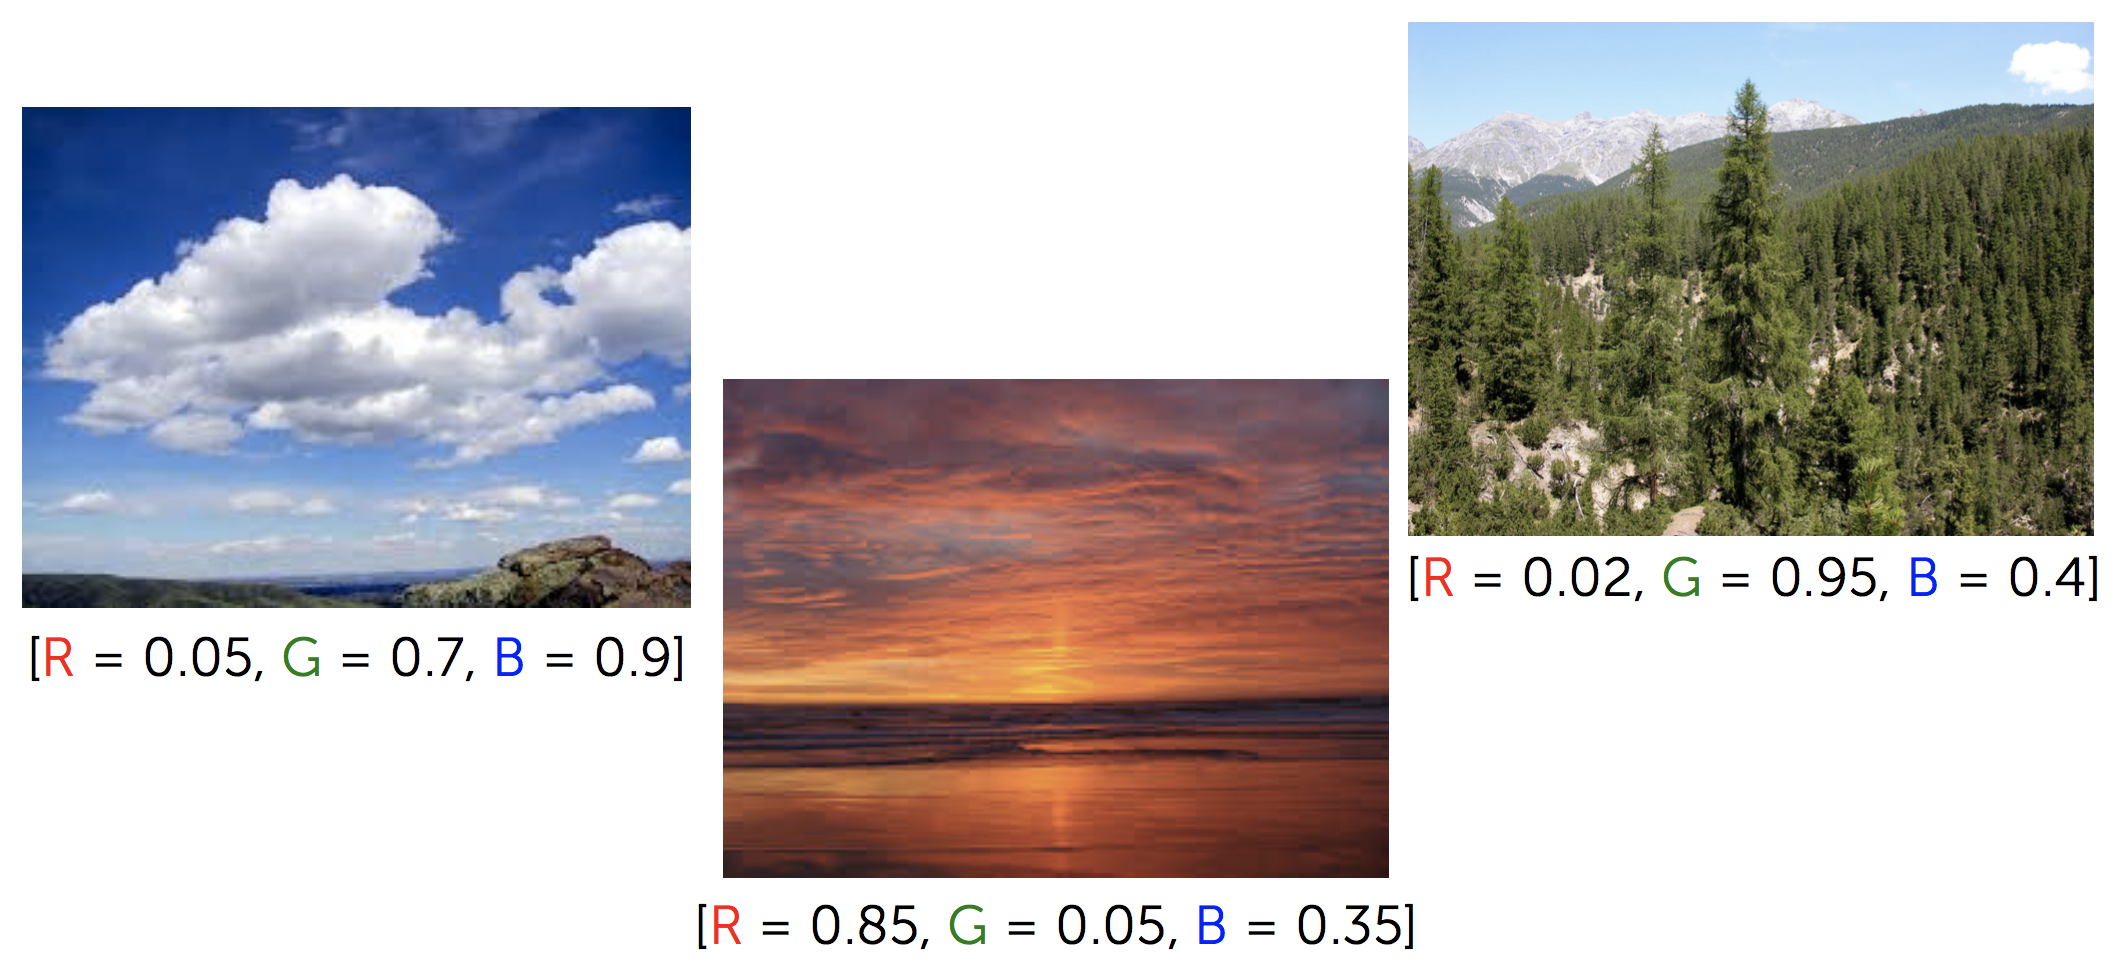 [R = 0.05, G = 0.7, B = 0.9]
[R = 0.85, G = 0.05, B = 0.35]
[R = 0.02, G = 0.95, B = 0.4]